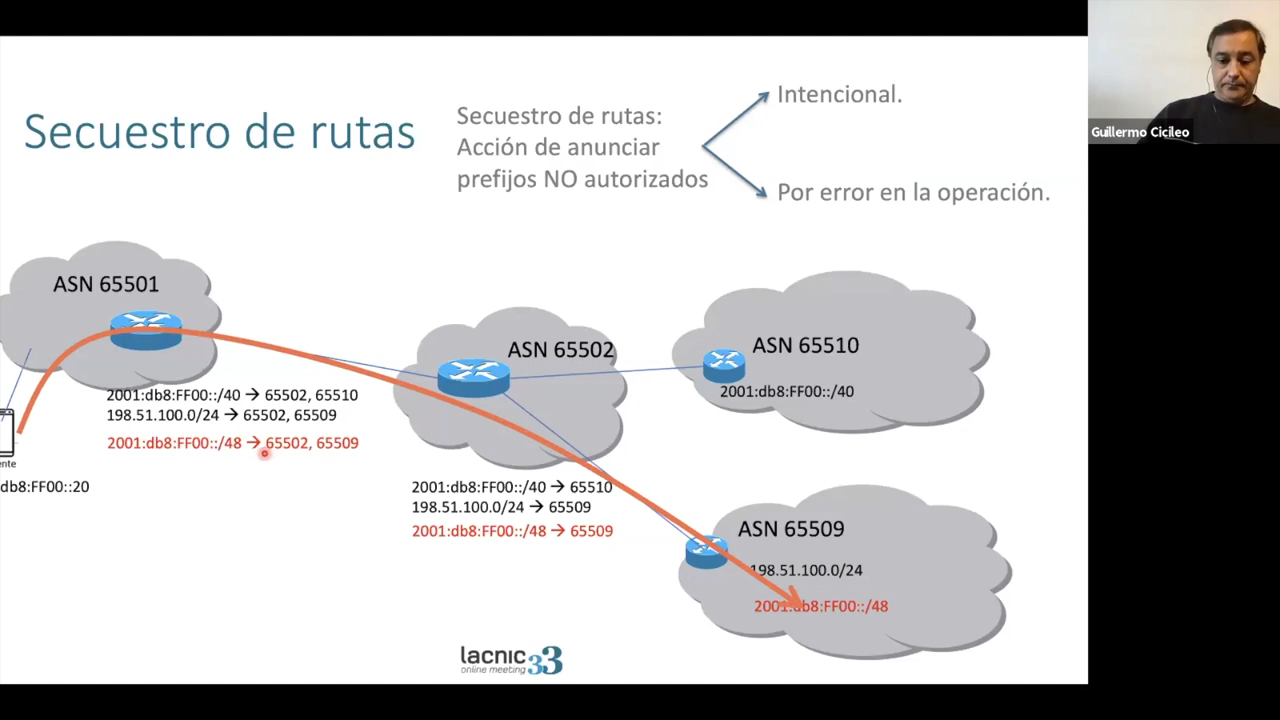 Secuestro de rutas
Secuestro de rutas:
Acción de anunciar
prefijos NO autorizados
Intencional.
Por error en la operación.
Guillermo Cicileo
ASN 65501
2001:db8:FF00::/40 → 65502, 65510
198.51.100.0/24 → 65502, 65509
2001:db8:FF00::/48 → 65502, 65509
ente
db8:FF00::20
ASN 65502
2001:db8:FF00::/40 → 65510
198.51.100.0/24 → 65509
2001:db8:FF00::/48 → 65509
ASN 65510
2001:db8:FF00::/40
ASN 65509
198.51.100.0/24
2001:db8:FF00::/48
lacnic 33
online meeting